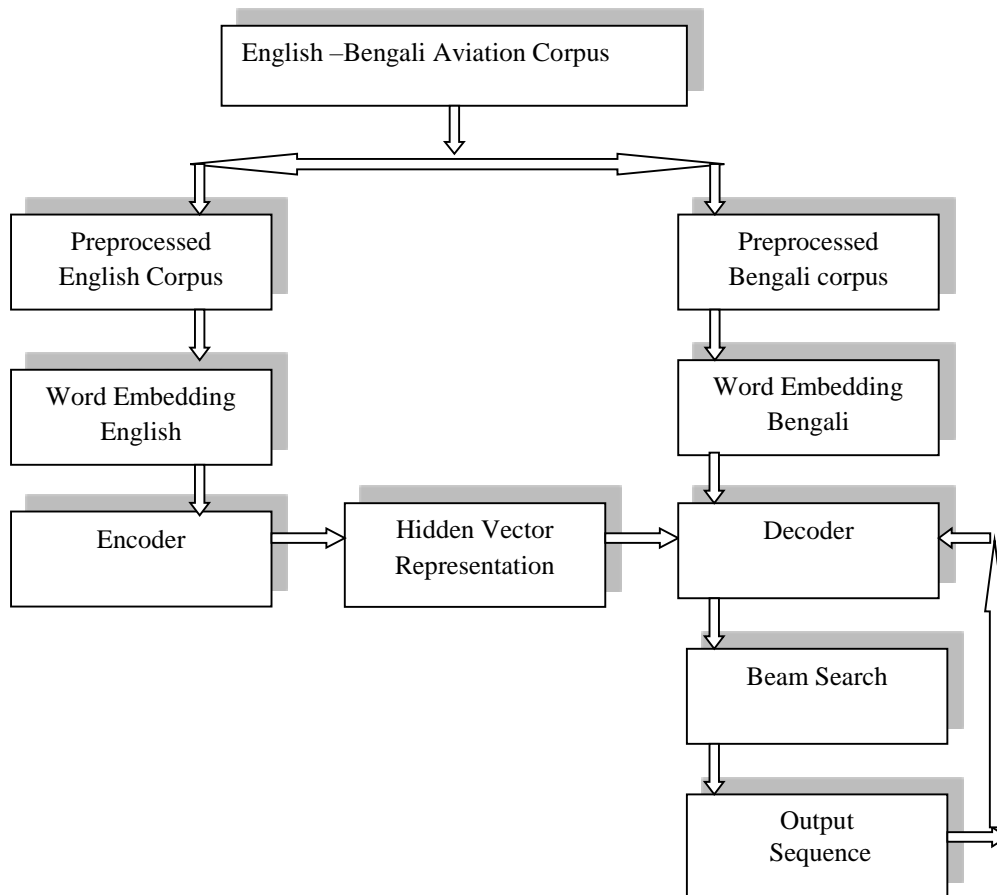 English –Bengali Aviation Corpus
Preprocessed
English Corpus
Preprocessed
Bengali corpus
Word Embedding
English
Word Embedding
Bengali
Encoder
Hidden Vector
Representation
Decoder
Beam Search
Output
Sequence